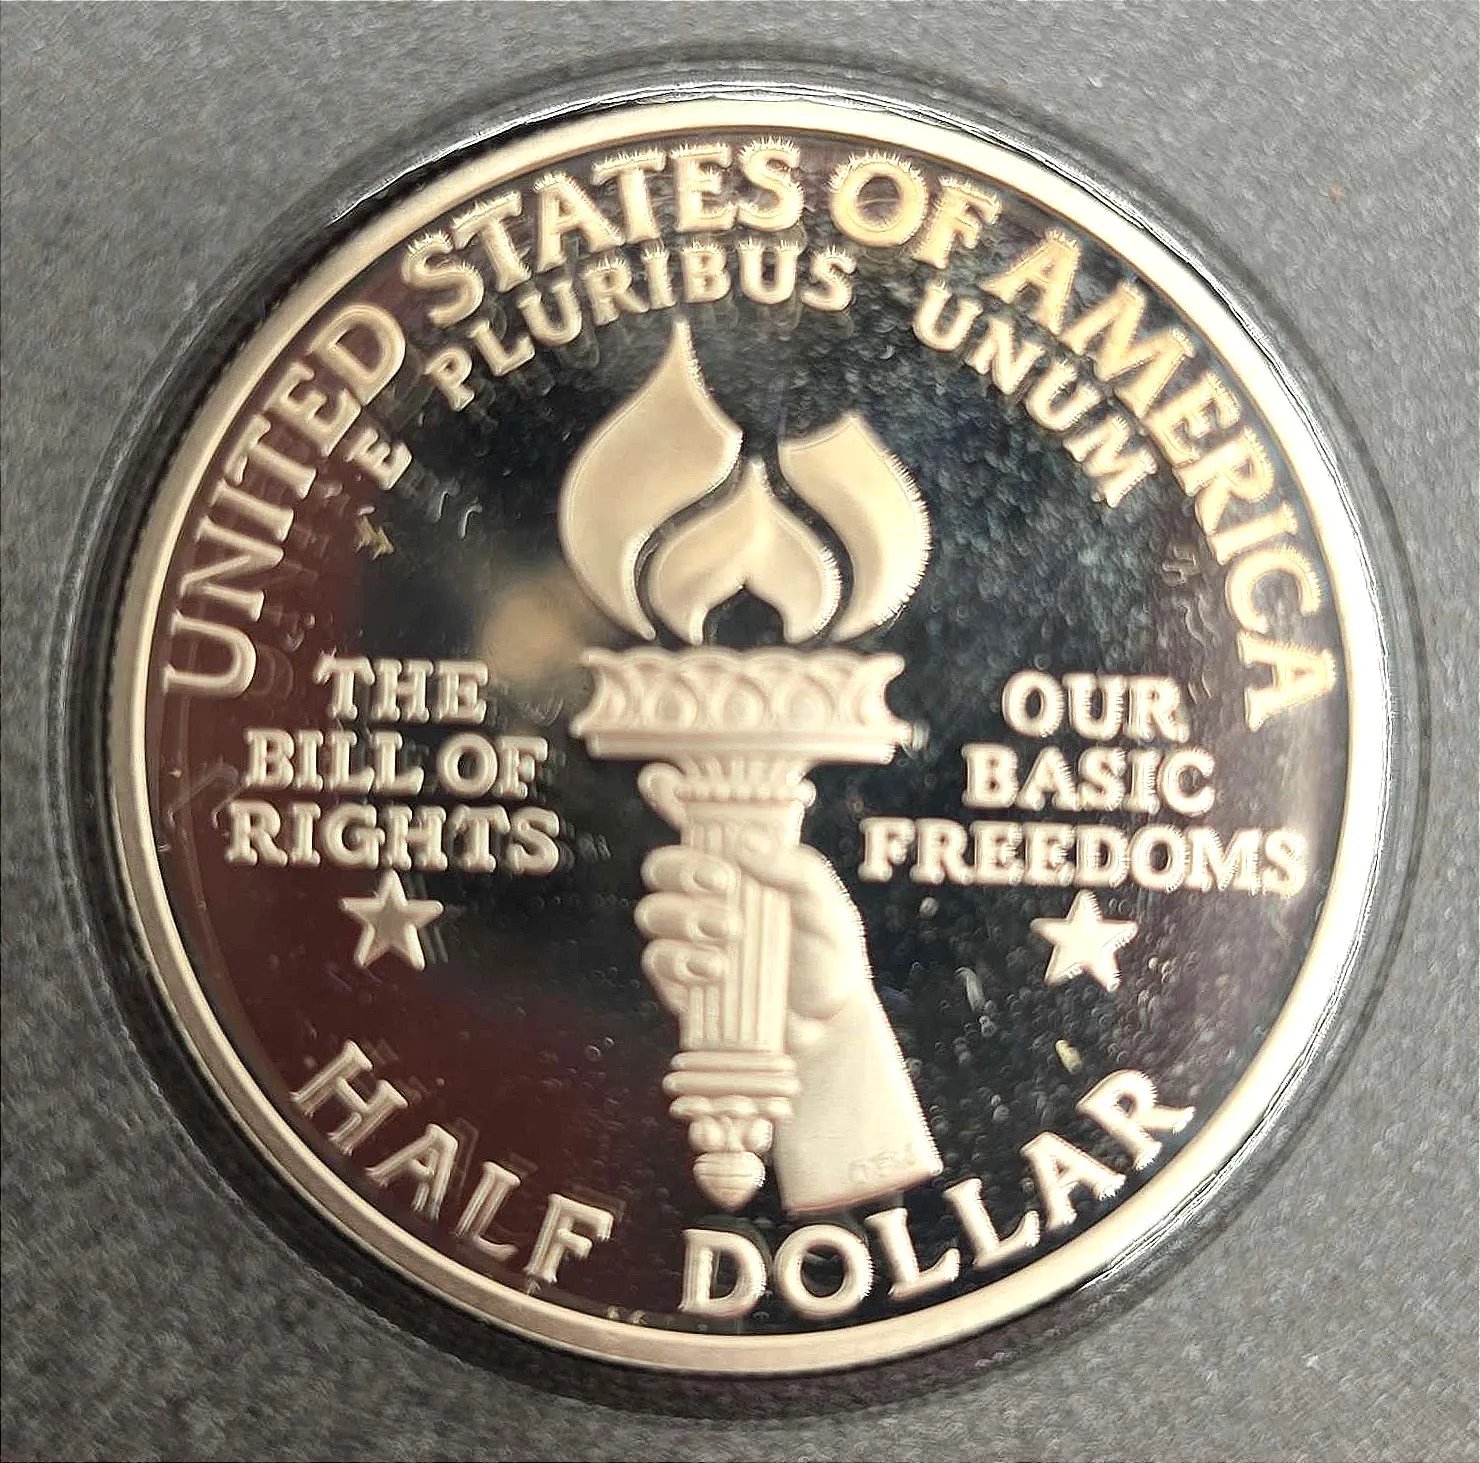 UNITED STATES OF AMERICA
E PLURIBUS UNUM
THE
BILL OF
RIGHTS
OUR
BASIC
FREEDOMS
HALF DOLLAR